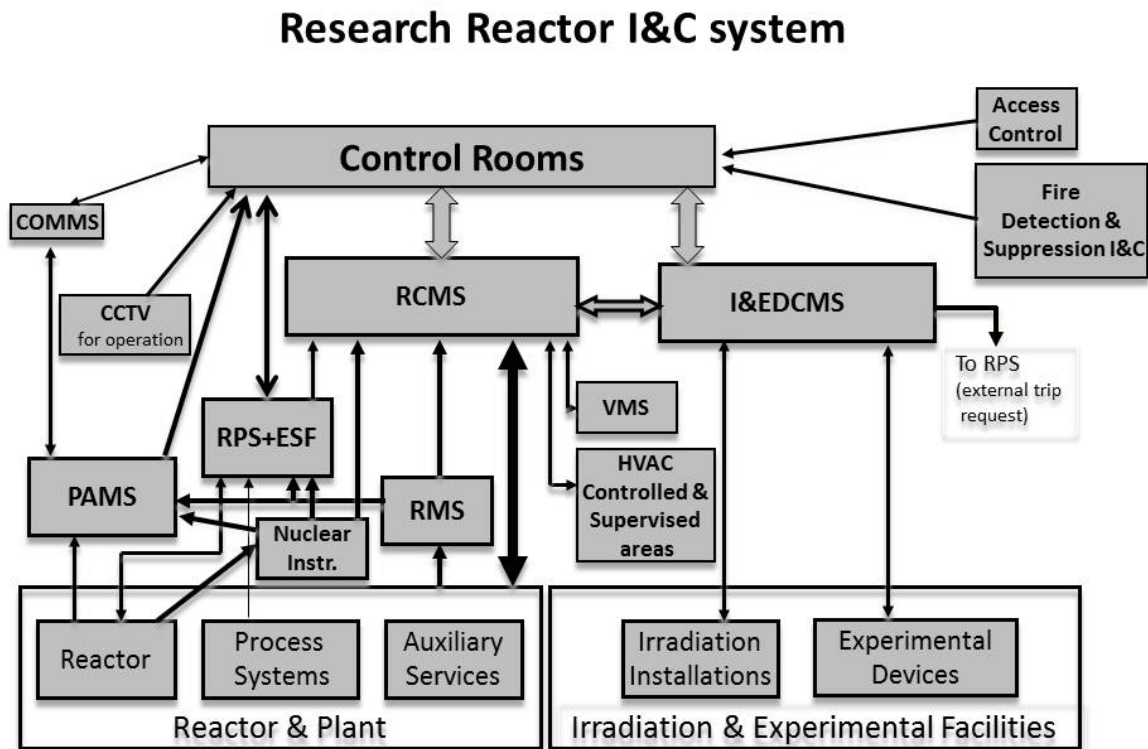 Research Reactor I&C system
Access
Control
Control Rooms
Fire
Detection &
Suppression I&C
COMMS
RCMS
I&EDCMS
CCTV
for operation
To RPS
(external trip
request)
VMS
RPS+ESF
HVAC
Controlled &
Supervised
areas
PAMS
RMS
Nuclear
Instr.
Reactor
Process
Systems
Auxiliary
Services
Irradiation
Installations
Experimental
Devices
Reactor & Plant
Irradiation & Experimental Facilities